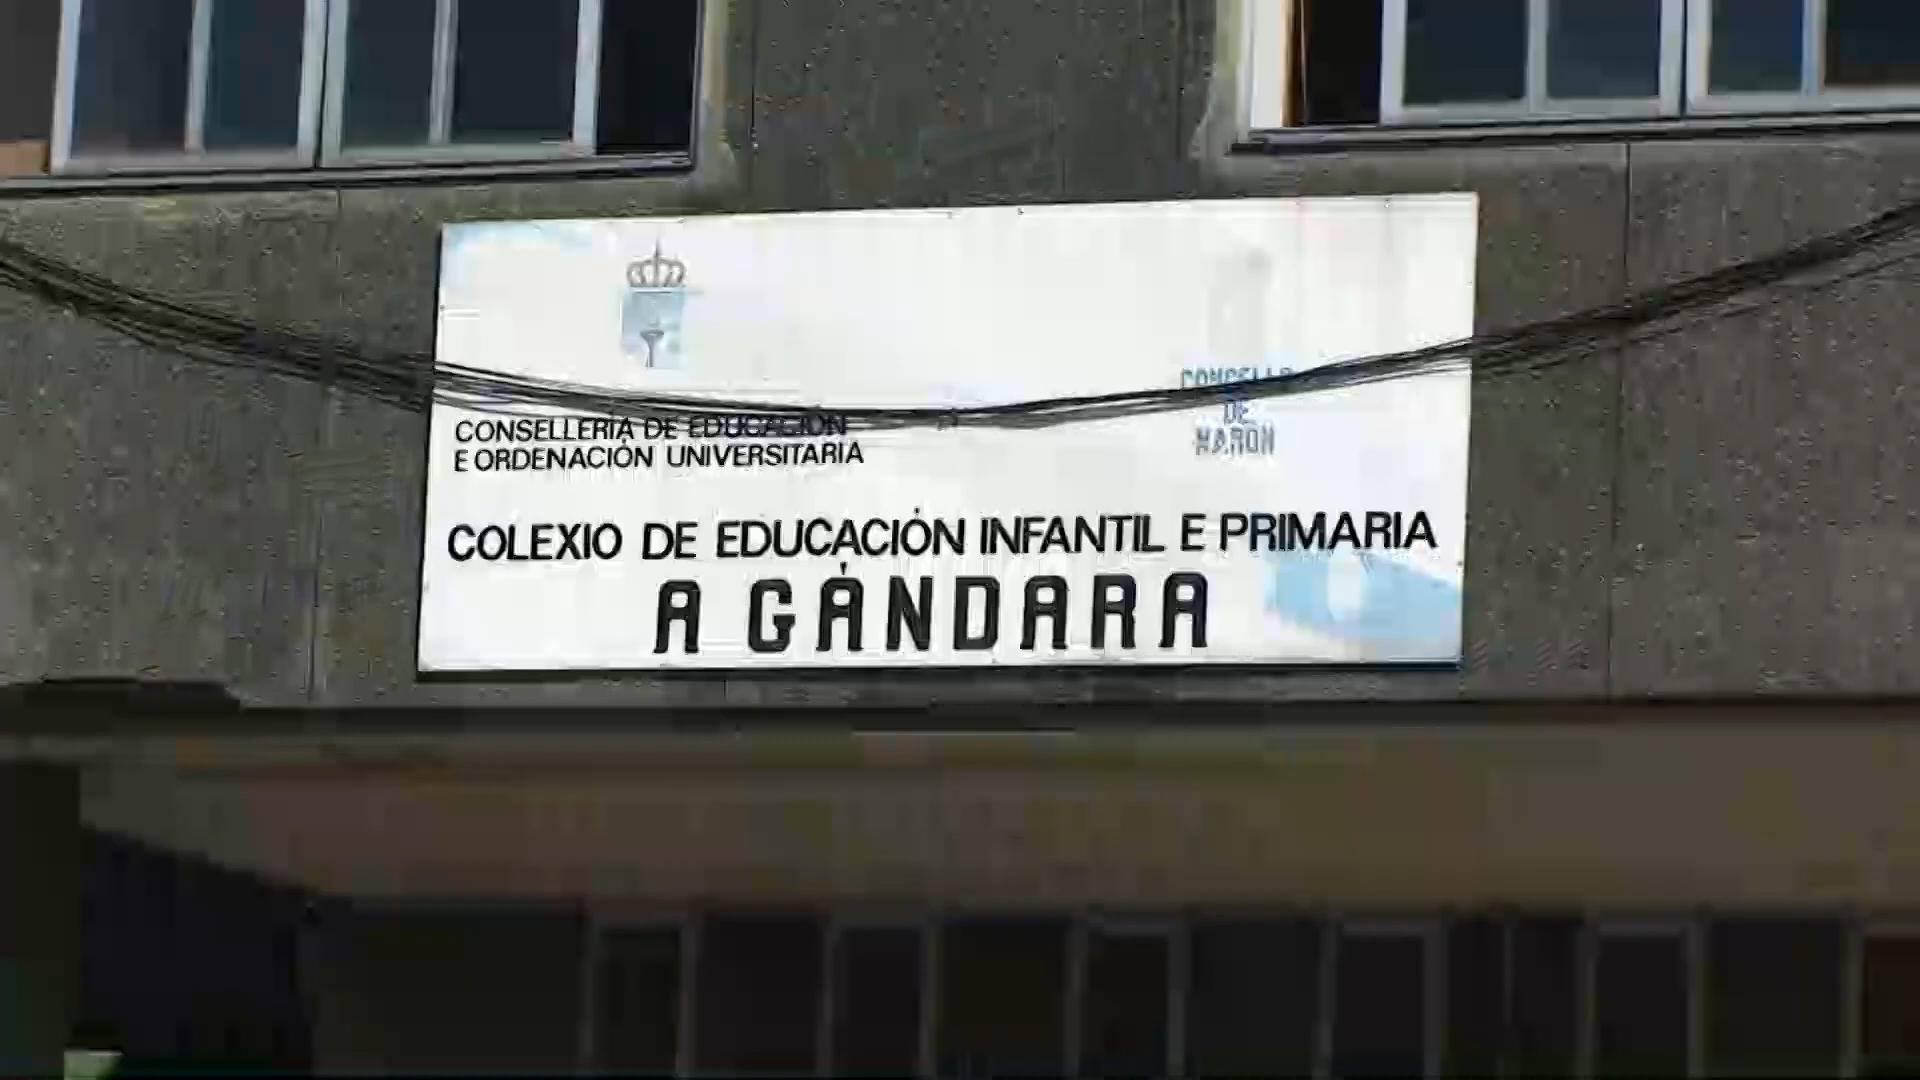 CONSELLERÍA DE EDUCACIÓN
E ORDENACIÓN UNIVERSITARIA
CONCELLO
DE
NARÓN
COLEXIO DE EDUCACIÓN INFANTIL E PRIMARIA
A GÁNDARA